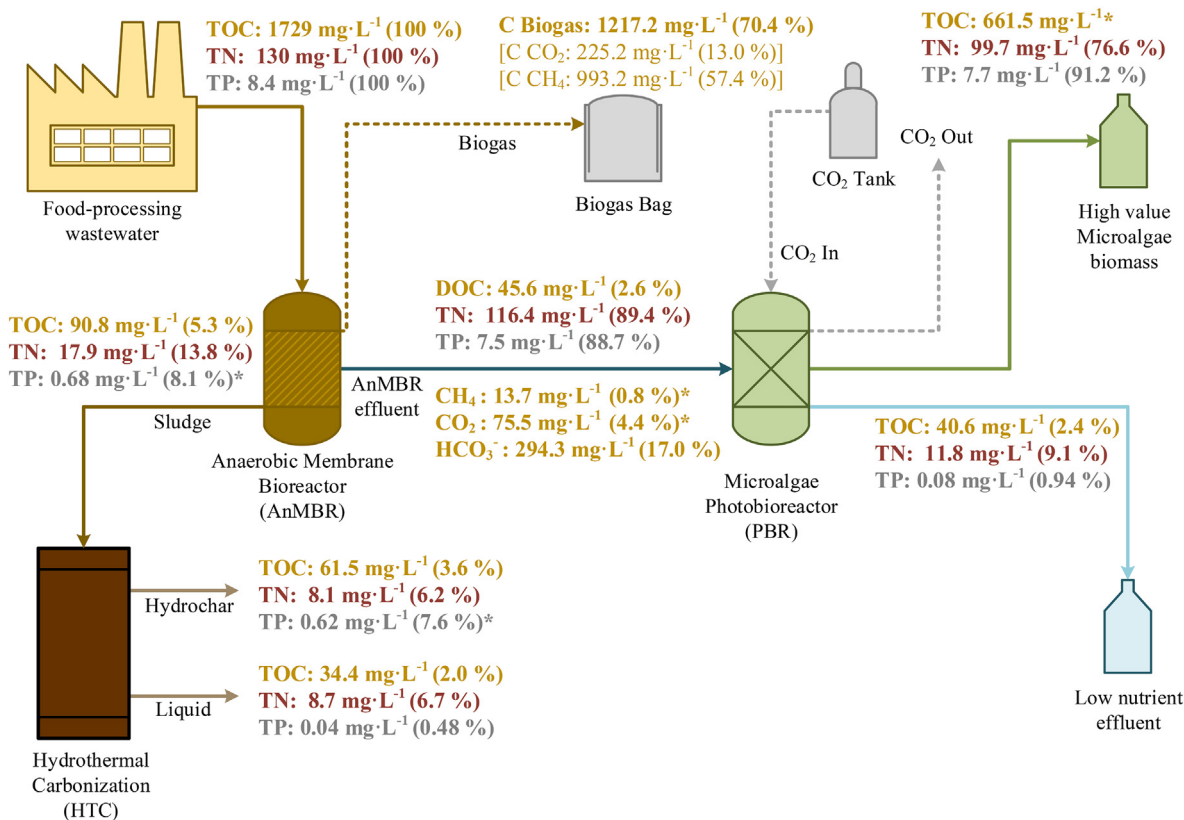 TOC: 1729 mg·L⁻¹ (100 %)
TN: 130 mg·L⁻¹ (100 %)
TP: 8.4 mg·L⁻¹ (100 %)
C Biogas: 1217.2 mg·L⁻¹ (70.4 %)
[C CO₂: 225.2 mg·L⁻¹ (13.0 %)]
[C CH₄: 993.2 mg·L⁻¹ (57.4 %)]
TOC: 661.5 mg·L⁻¹*
TN: 99.7 mg·L⁻¹ (76.6 %)
TP: 7.7 mg·L⁻¹ (91.2 %)
Food-processing
wastewater
Biogas
Biogas Bag
CO₂ Tank
CO₂ Out
CO₂ In
High value
Microalgae
biomass
TOC: 90.8 mg·L⁻¹ (5.3 %)
TN: 17.9 mg·L⁻¹ (13.8 %)
TP: 0.68 mg·L⁻¹ (8.1 %)*
Sludge
Anaerobic Membrane
Bioreactor
(AnMBR)
AnMBR
effluent
DOC: 45.6 mg·L⁻¹ (2.6 %)
TN: 116.4 mg·L⁻¹ (89.4 %)
TP: 7.5 mg·L⁻¹ (88.7 %)
CH₄ : 13.7 mg·L⁻¹ (0.8 %)*
CO₂ : 75.5 mg·L⁻¹ (4.4 %)*
HCO₃⁻ : 294.3 mg·L⁻¹ (17.0 %)
Microalgae
Photobioreactor
(PBR)
TOC: 40.6 mg·L⁻¹ (2.4 %)
TN: 11.8 mg·L⁻¹ (9.1 %)
TP: 0.08 mg·L⁻¹ (0.94 %)
Low nutrient
effluent
Hydrochar
TOC: 61.5 mg·L⁻¹ (3.6 %)
TN: 8.1 mg·L⁻¹ (6.2 %)
TP: 0.62 mg·L⁻¹ (7.6 %)*
Liquid
TOC: 34.4 mg·L⁻¹ (2.0 %)
TN: 8.7 mg·L⁻¹ (6.7 %)
TP: 0.04 mg·L⁻¹ (0.48 %)
Hydrothermal
Carbonization
(HTC)